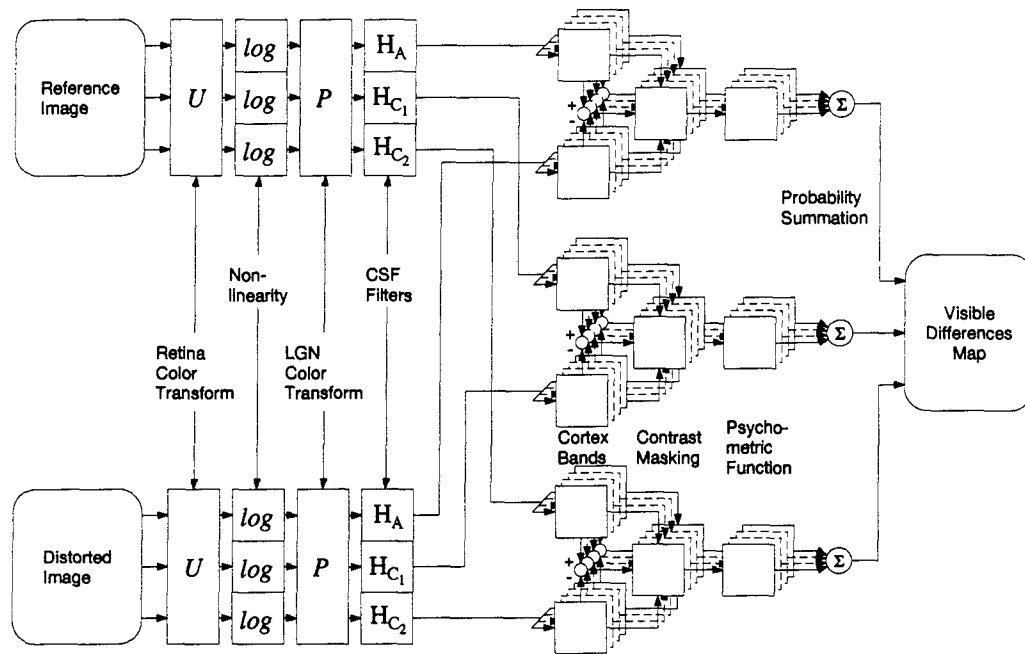 Reference
Image
U
log
log
log
P
H_A
H_C1
H_C2
+
-
Σ
Probability
Summation
Non-
linearity
CSF
Filters
Retina
Color
Transform
LGN
Color
Transform
+
-
Σ
Visible
Differences
Map
Cortex
Bands
Contrast
Masking
Psycho-
metric
Function
Distorted
Image
U
log
log
log
P
H_A
H_C1
H_C2
+
-
Σ